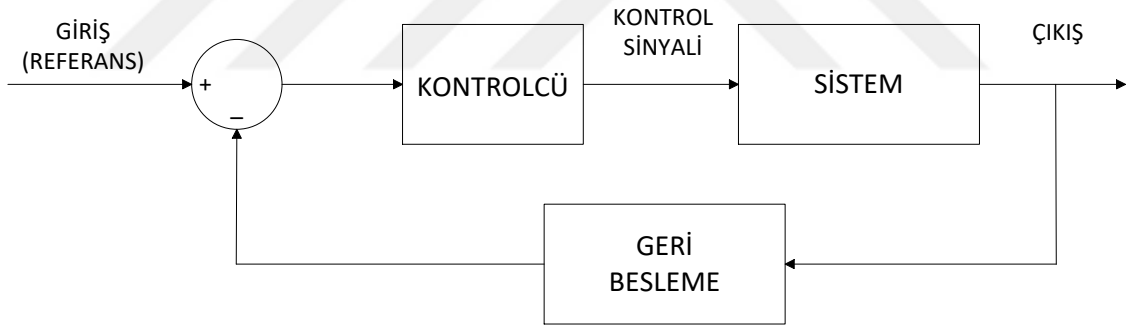 GİRİŞ
(REFERANS)
+
−
KONTROLCÜ
KONTROL
SİNYALİ
SİSTEM
ÇIKIŞ
GERİ
BESLEME